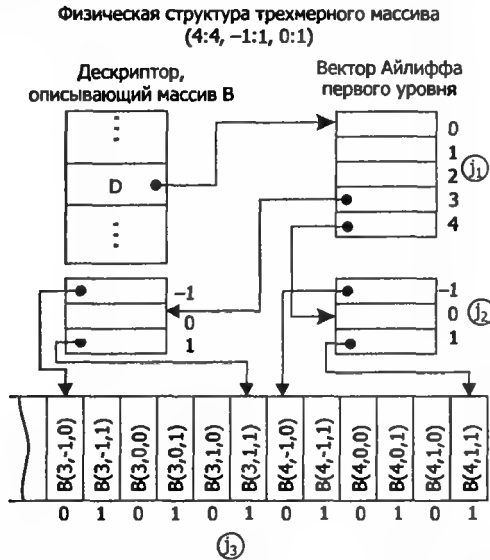 Физическая структура трехмерного массива
(4:4, –1:1, 0:1)
Дескриптор,
описывающий массив B
Вектор Айлиффа
первого уровня
D
0
1
2
3
4
j1
–1
0
1
–1
0
1
j2
B(3,-1,0)
B(3,-1,1)
B(3,0,0)
B(3,0,1)
B(3,1,0)
B(3,1,1)
B(4,-1,0)
B(4,-1,1)
B(4,0,0)
B(4,0,1)
B(4,1,0)
B(4,1,1)
0 1 0 1 0 1 0 1 0 1 0 1
j3